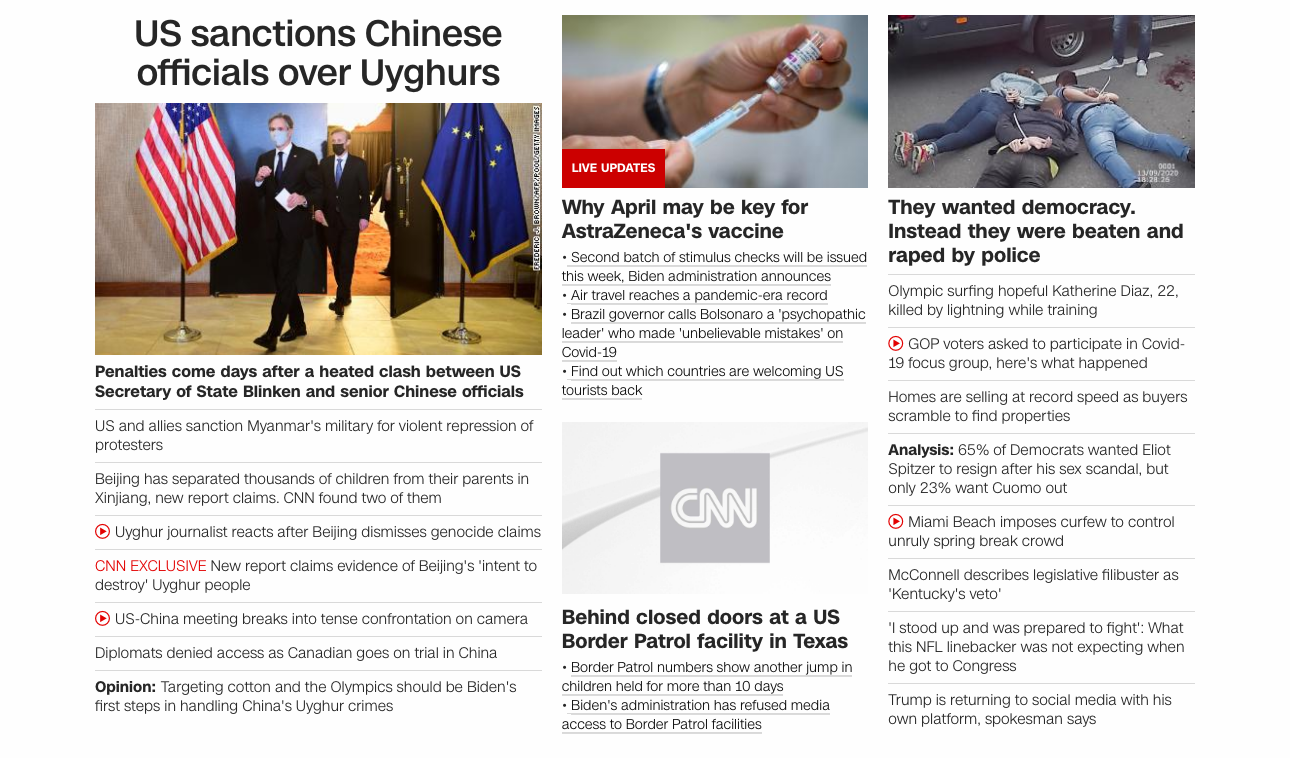 US sanctions Chinese
officials over Uyghurs
FREDERIC J. BROWN/AFP/POOL/GETTY IMAGES
Penalties come days after a heated clash between US
Secretary of State Blinken and senior Chinese officials
US and allies sanction Myanmar's military for violent repression of
protesters
Beijing has separated thousands of children from their parents in
Xinjiang, new report claims. CNN found two of them
Uyghur journalist reacts after Beijing dismisses genocide claims
CNN EXCLUSIVE New report claims evidence of Beijing's 'intent to
destroy' Uyghur people
US-China meeting breaks into tense confrontation on camera
Diplomats denied access as Canadian goes on trial in China
Opinion: Targeting cotton and the Olympics should be Biden's
first steps in handling China's Uyghur crimes
LIVE UPDATES
Why April may be key for
AstraZeneca's vaccine
• Second batch of stimulus checks will be issued
this week, Biden administration announces
• Air travel reaches a pandemic-era record
• Brazil governor calls Bolsonaro a 'psychopathic
leader' who made 'unbelievable mistakes' on
Covid-19
• Find out which countries are welcoming US
tourists back
CNN
Behind closed doors at a US
Border Patrol facility in Texas
• Border Patrol numbers show another jump in
children held for more than 10 days
• Biden's administration has refused media
access to Border Patrol facilities
0001
13/09/2020
18:28:26
They wanted democracy.
Instead they were beaten and
raped by police
Olympic surfing hopeful Katherine Diaz, 22,
killed by lightning while training
GOP voters asked to participate in Covid-
19 focus group, here's what happened
Homes are selling at record speed as buyers
scramble to find properties
Analysis: 65% of Democrats wanted Eliot
Spitzer to resign after his sex scandal, but
only 23% want Cuomo out
Miami Beach imposes curfew to control
unruly spring break crowd
McConnell describes legislative filibuster as
'Kentucky's veto'
'I stood up and was prepared to fight': What
this NFL linebacker was not expecting when
he got to Congress
Trump is returning to social media with his
own platform, spokesman says